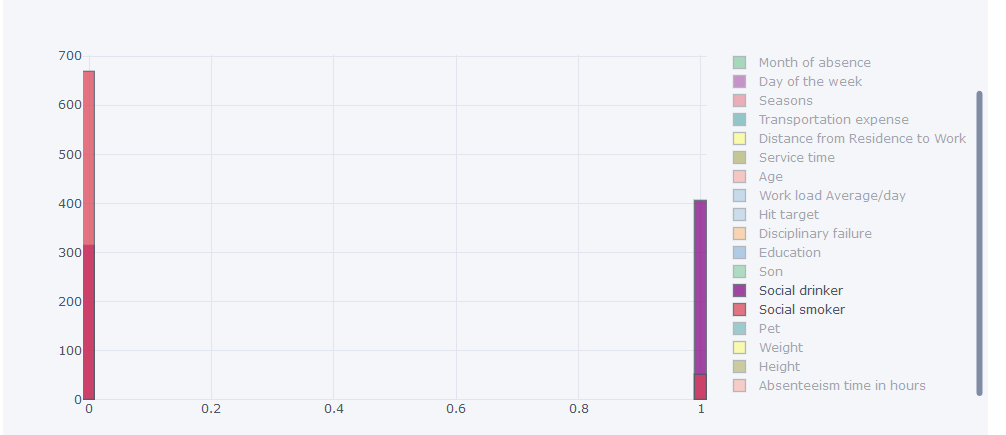 700
600
500
400
300
200
100
0
0 0.2 0.4 0.6 0.8 1
Month of absence
Day of the week
Seasons
Transportation expense
Distance from Residence to Work
Service time
Age
Work load Average/day
Hit target
Disciplinary failure
Education
Son
Social drinker
Social smoker
Pet
Weight
Height
Absenteeism time in hours